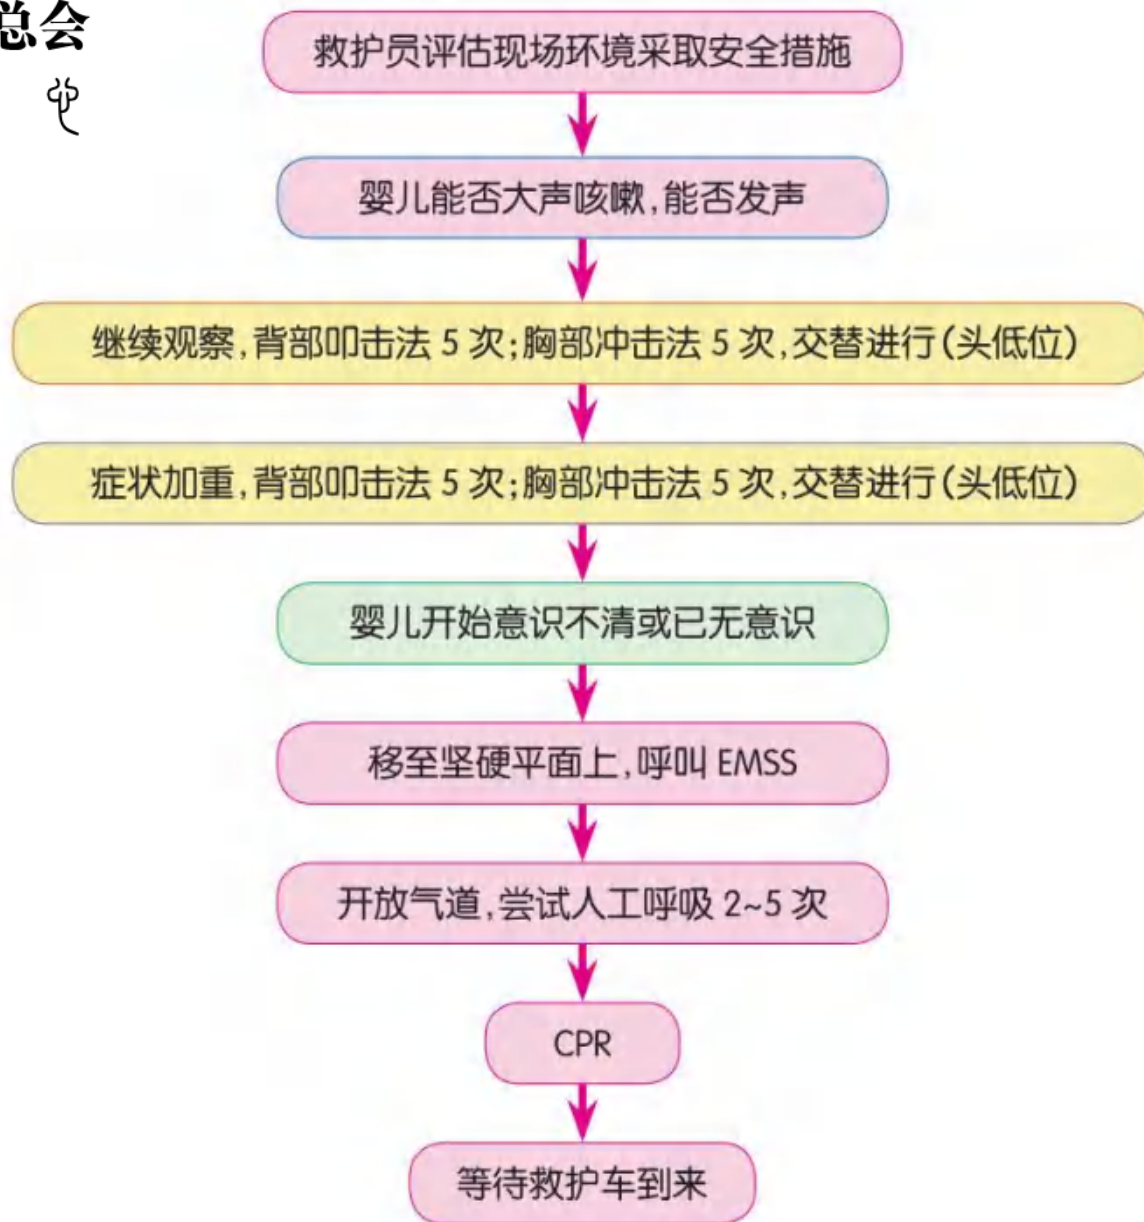 总会
救护员评估现场环境采取安全措施
婴儿能否大声咳嗽,能否发声
继续观察,背部叩击法 5 次;胸部冲击法 5 次,交替进行(头低位)
症状加重,背部叩击法 5 次;胸部冲击法 5 次,交替进行(头低位)
婴儿开始意识不清或已无意识
移至坚硬平面上,呼叫 EMSS
开放气道,尝试人工呼吸 2~5 次
CPR
等待救护车到来